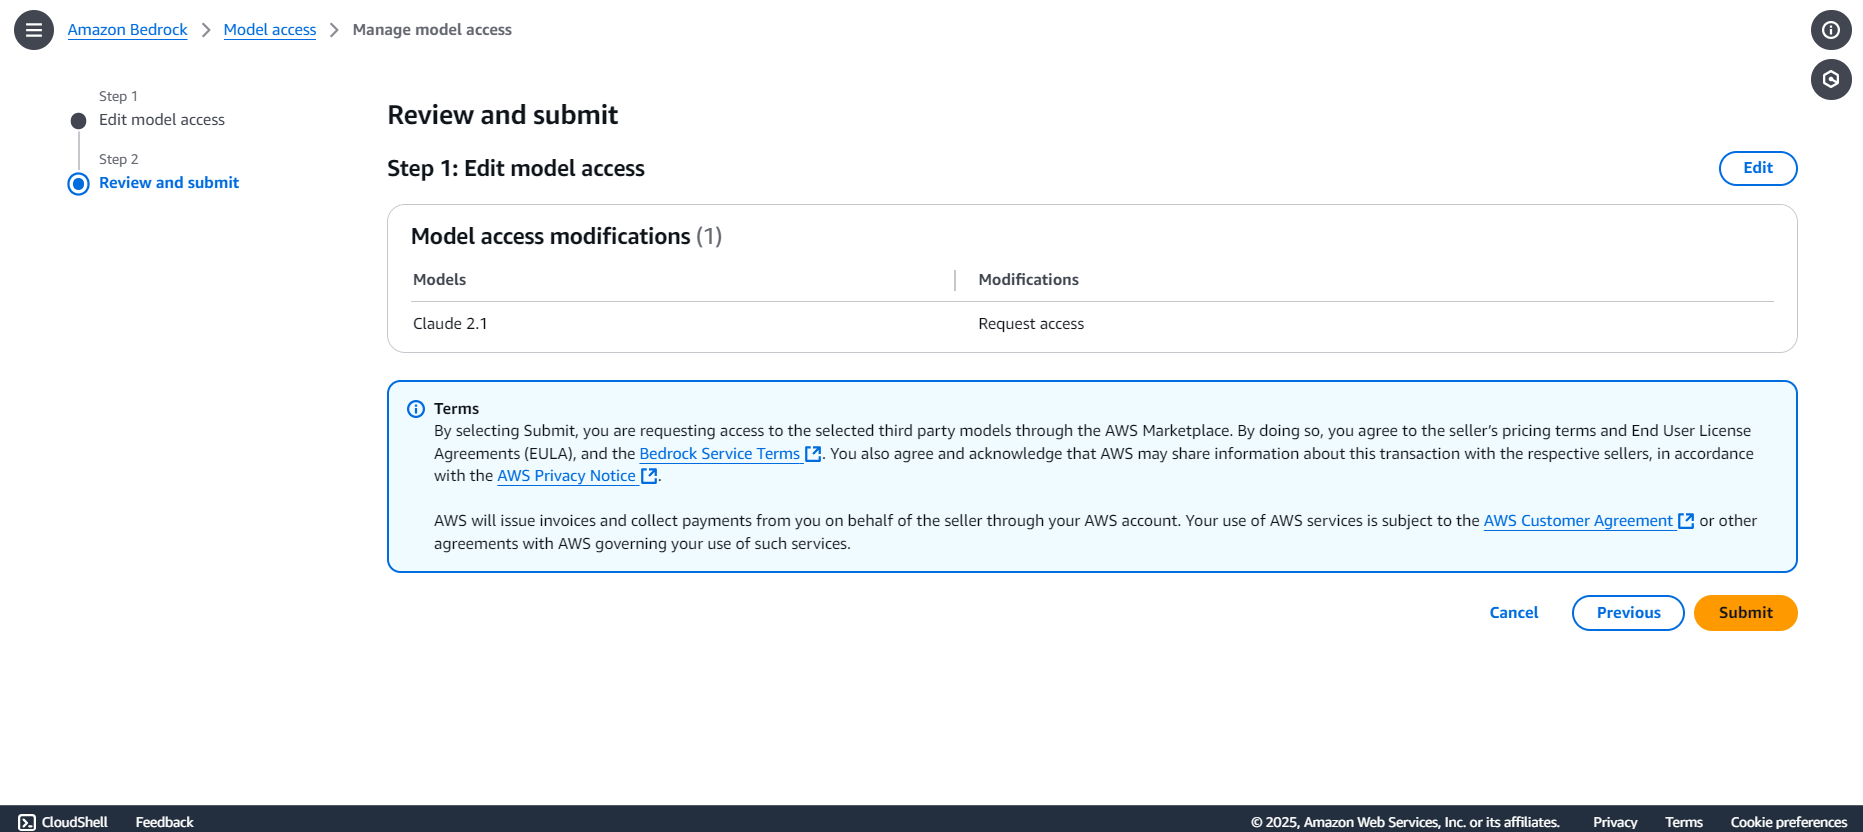 Amazon Bedrock > Model access > Manage model access
Step 1
Edit model access
Step 2
Review and submit
Review and submit
Step 1: Edit model access
Edit
Model access modifications (1)
Models Modifications
Claude 2.1 Request access
Terms
By selecting Submit, you are requesting access to the selected third party models through the AWS Marketplace. By doing so, you agree to the seller’s pricing terms and End User License
Agreements (EULA), and the Bedrock Service Terms. You also agree and acknowledge that AWS may share information about this transaction with the respective sellers, in accordance
with the AWS Privacy Notice.
AWS will issue invoices and collect payments from you on behalf of the seller through your AWS account. Your use of AWS services is subject to the AWS Customer Agreement or other
agreements with AWS governing your use of such services.
Cancel Previous Submit
CloudShell Feedback © 2025, Amazon Web Services, Inc. or its affiliates. Privacy Terms Cookie preferences